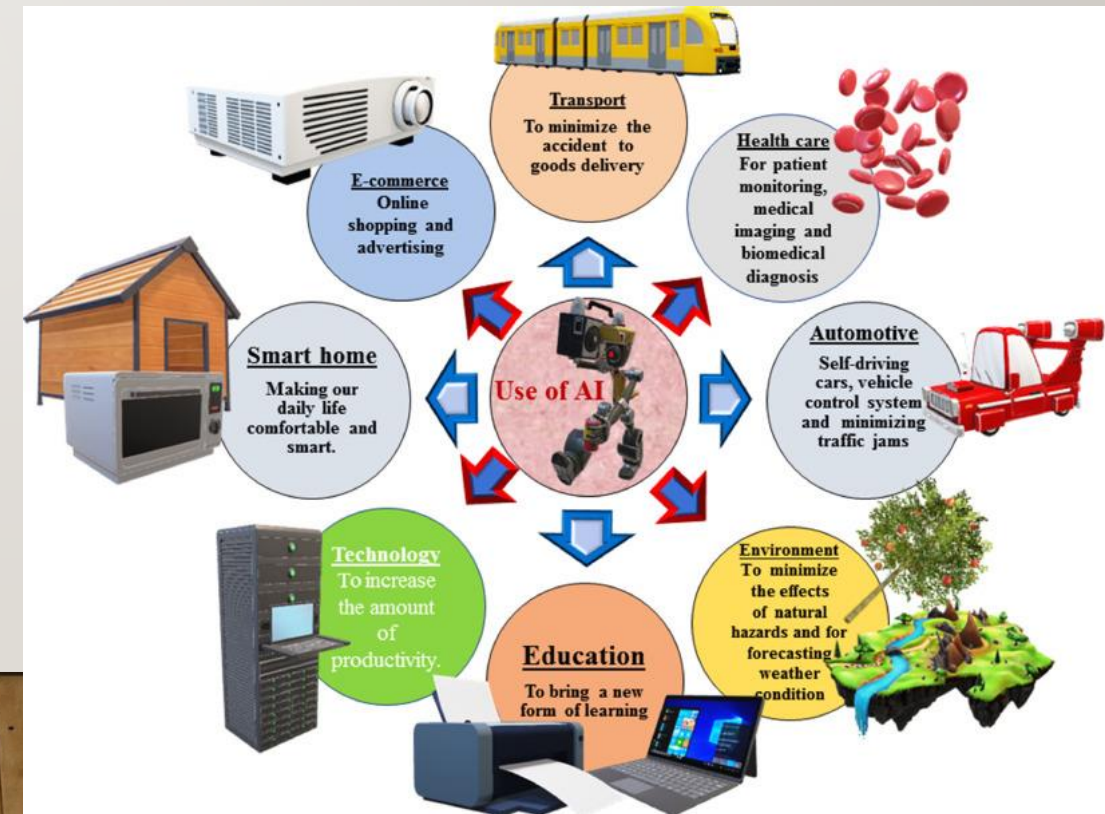 Transport
To minimize the
accident to
goods delivery
Health care
For patient
monitoring,
medical
imaging and
biomedical
diagnosis
E-commerce
Online
shopping and
advertising
Smart home
Making our
daily life
comfortable and
smart.
Use of AI
Automotive
Self-driving
cars, vehicle
control system
and minimizing
traffic jams
Technology
To increase
the amount
of
productivity.
Education
To bring a new
form of learning
Environment
To minimize
the effects
of natural
hazards and for
forecasting
weather
condition